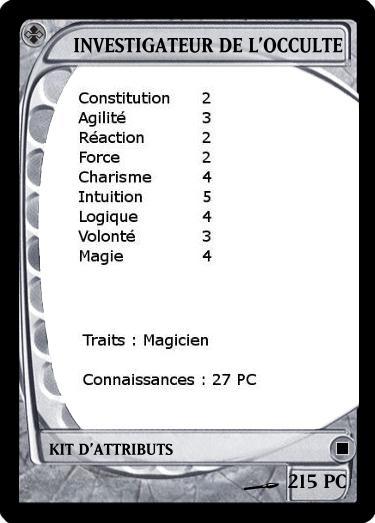 INVESTIGATEUR DE L'OCCULTE
Constitution 2
Agilité 3
Réaction 2
Force 2
Charisme 4
Intuition 5
Logique 4
Volonté 3
Magie 4
Traits : Magicien
Connaissances : 27 PC
KIT D'ATTRIBUTS
215 PC